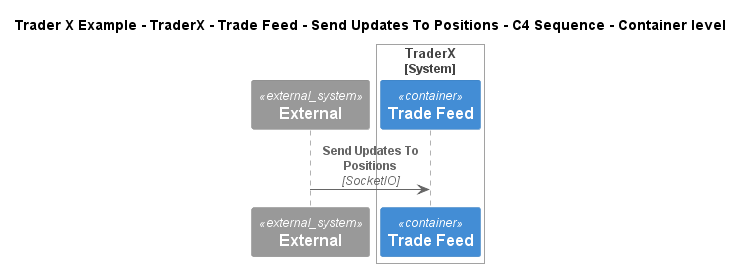 Trader X Example - TraderX - Trade Feed - Send Updates To Positions - C4 Sequence - Container level
TraderX
[System]
«external_system»
External
«container»
Trade Feed
Send Updates To
Positions
[SocketIO]
«external_system»
External
«container»
Trade Feed